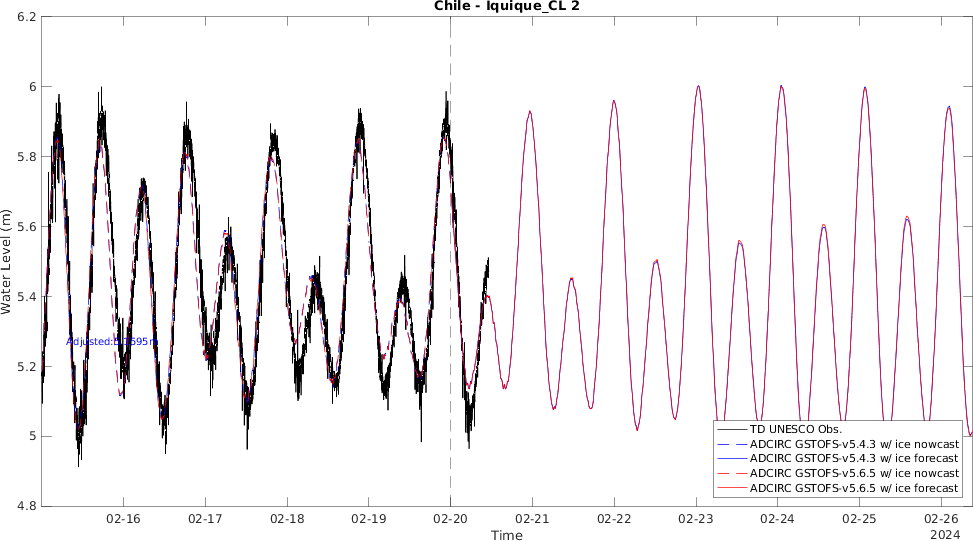 Chile - Iquique_CL 2
6.2
6
5.8
5.6
5.4
5.2
5
4.8
Water Level (m)
Adjusted:
TD UNESCO Obs.
ADCIRC GSTOFS-v5.4.3 w/ ice nowcast
ADCIRC GSTOFS-v5.4.3 w/ ice forecast
ADCIRC GSTOFS-v5.6.5 w/ ice nowcast
ADCIRC GSTOFS-v5.6.5 w/ ice forecast
02-16 02-17 02-18 02-19 02-20 02-21 02-22 02-23 02-24 02-25 02-26
Time
2024